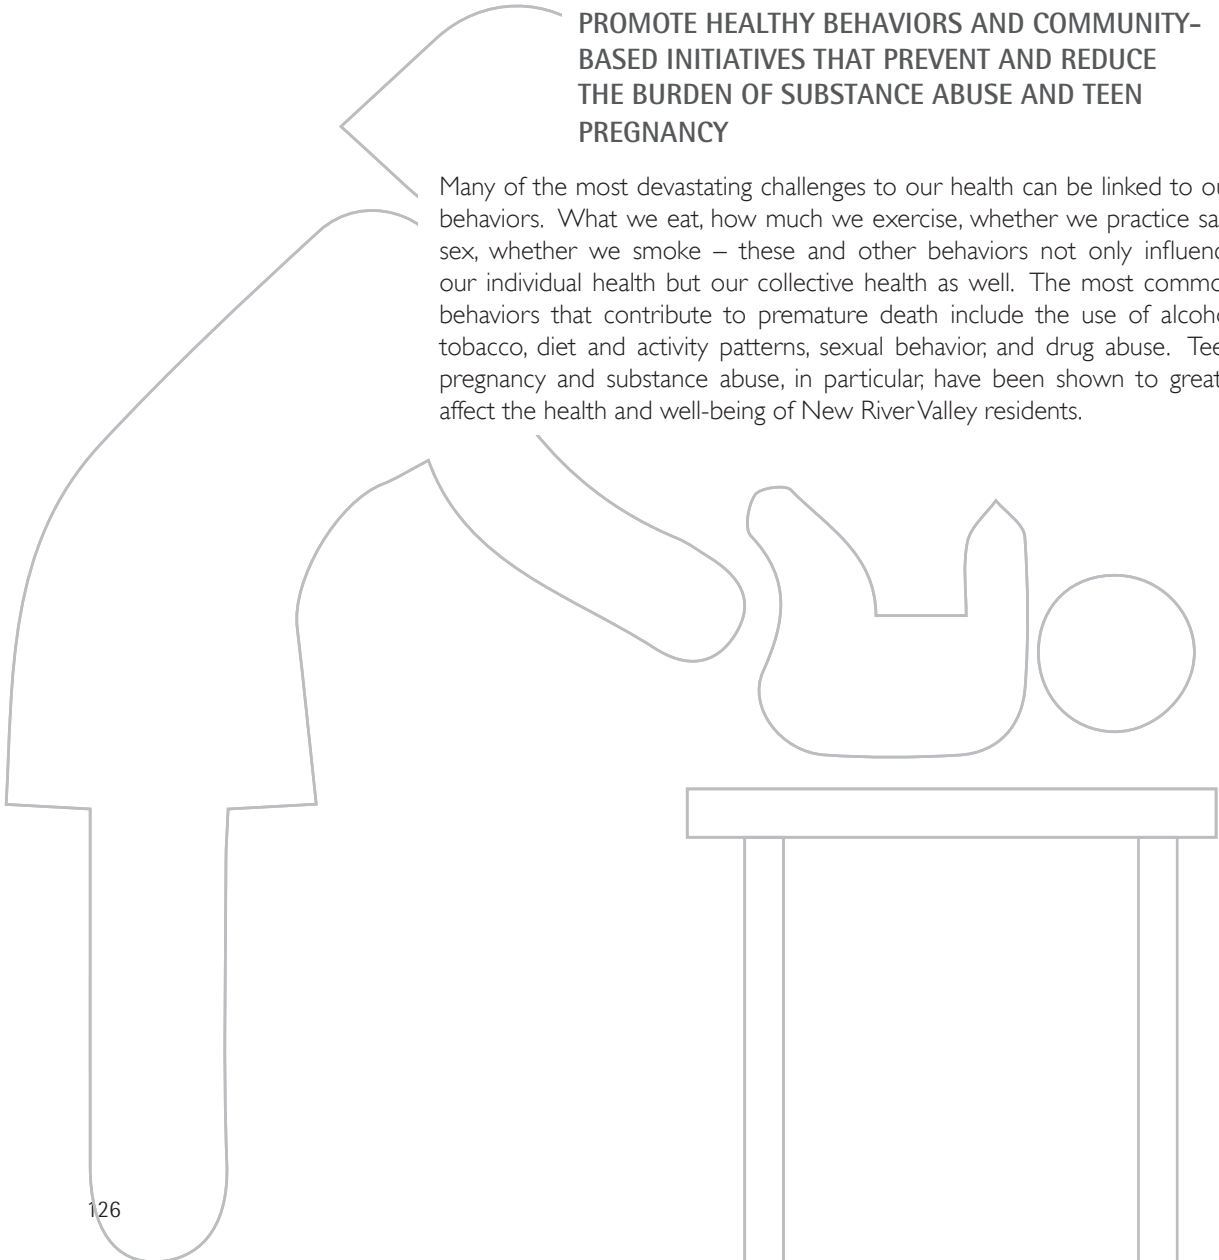 PROMOTE HEALTHY BEHAVIORS AND COMMUNITY-
BASED INITIATIVES THAT PREVENT AND REDUCE
THE BURDEN OF SUBSTANCE ABUSE AND TEEN
PREGNANCY
Many of the most devastating challenges to our health can be linked to ou
behaviors. What we eat, how much we exercise, whether we practice sa
sex, whether we smoke – these and other behaviors not only influenc
our individual health but our collective health as well. The most commo
behaviors that contribute to premature death include the use of alcoho
tobacco, diet and activity patterns, sexual behavior, and drug abuse. Tee
pregnancy and substance abuse, in particular, have been shown to great
affect the health and well-being of New River Valley residents.
126